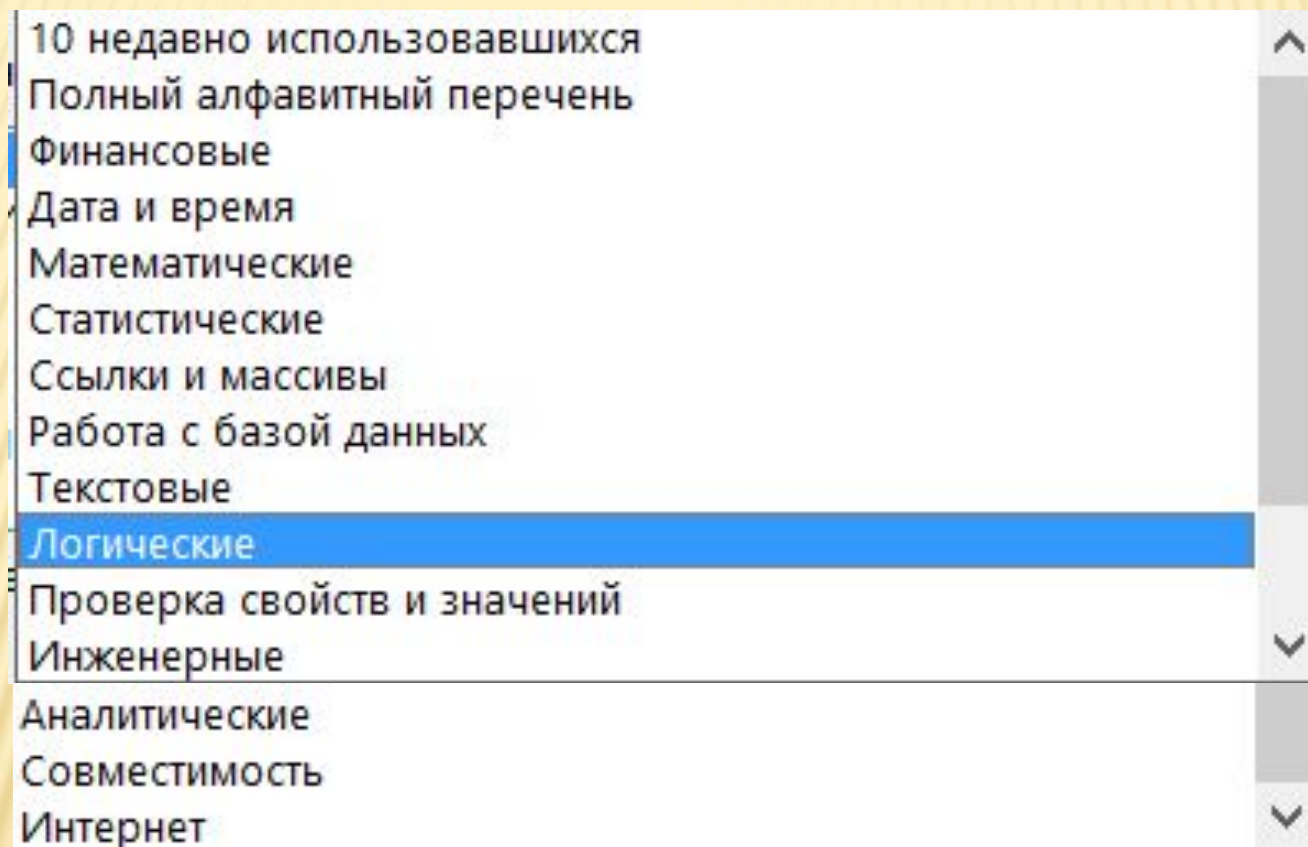 10 недавно использовавшихся
Полный алфавитный перечень
Финансовые
Дата и время
Математические
Статистические
Ссылки и массивы
Работа с базой данных
Текстовые
Логические
Проверка свойств и значений
Инженерные
Аналитические
Совместимость
Интернет